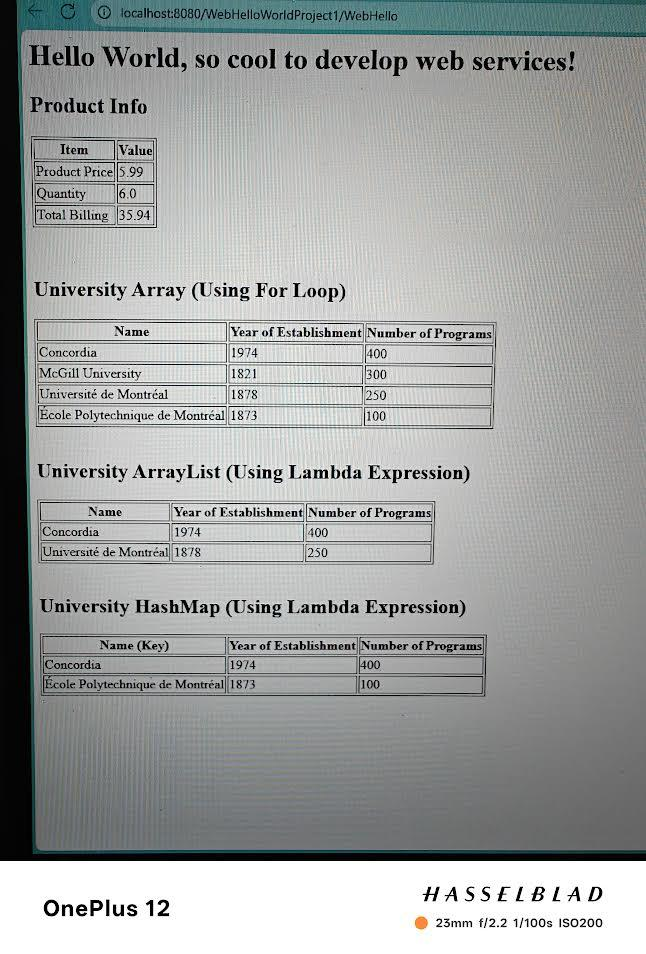 localhost:8080/WebHelloWorldProject1/WebHello
Hello World, so cool to develop web services!
Product Info
Item Value
Product Price 5.99
Quantity 6.0
Total Billing 35.94
University Array (Using For Loop)
Name Year of Establishment Number of Programs
Concordia 1974 400
McGill University 1821 300
Université de Montréal 1878 250
École Polytechnique de Montréal 1873 100
University ArrayList (Using Lambda Expression)
Name Year of Establishment Number of Programs
Concordia 1974 400
Université de Montréal 1878 250
University HashMap (Using Lambda Expression)
Name (Key) Year of Establishment Number of Programs
Concordia 1974 400
École Polytechnique de Montréal 1873 100
HASSELBLAD
OnePlus 12
23mm f/2.2 1/100s ISO200